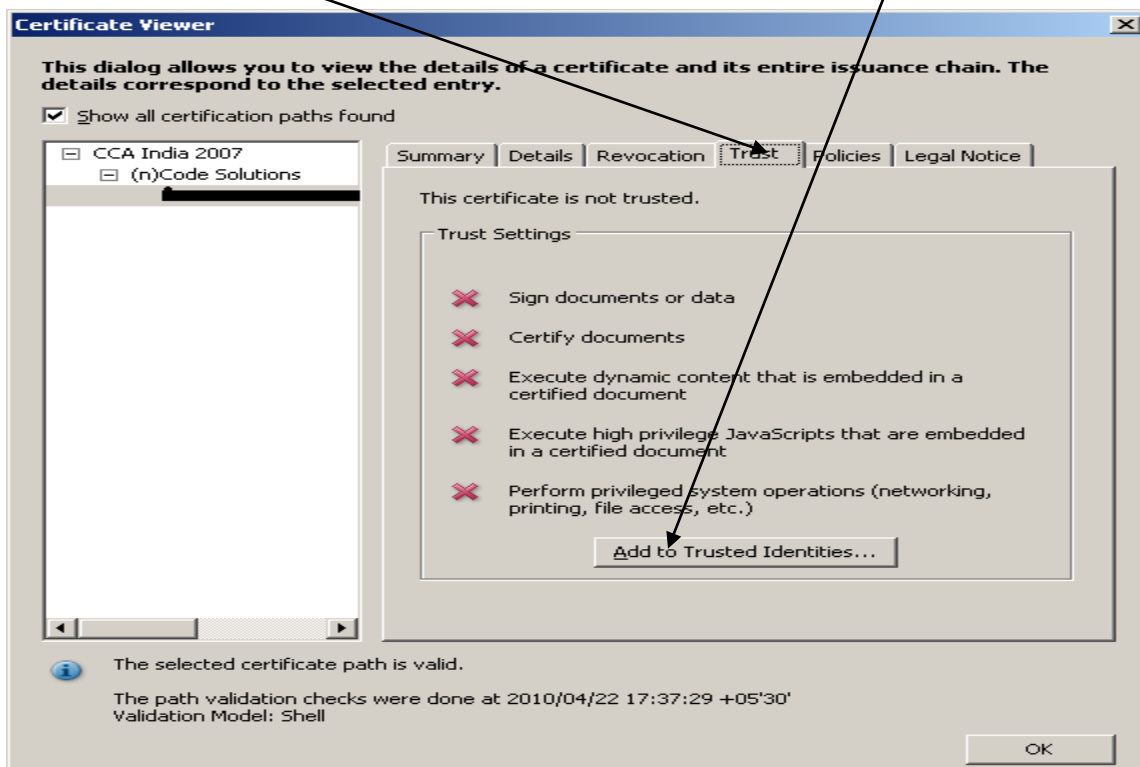 Certificate Viewer
This dialog allows you to view the details of a certificate and its entire issuance chain. The
details correspond to the selected entry.
Show all certification paths found
CCA India 2007
(n)Code Solutions
Summary Details Revocation Trust Policies Legal Notice
This certificate is not trusted.
Trust Settings
Sign documents or data
Certify documents
Execute dynamic content that is embedded in a
certified document
Execute high privilege JavaScripts that are embedded
in a certified document
Perform privileged system operations (networking,
printing, file access, etc.)
Add to Trusted Identities...
The selected certificate path is valid.
The path validation checks were done at 2010/04/22 17:37:29 +05'30'
Validation Model: Shell
OK